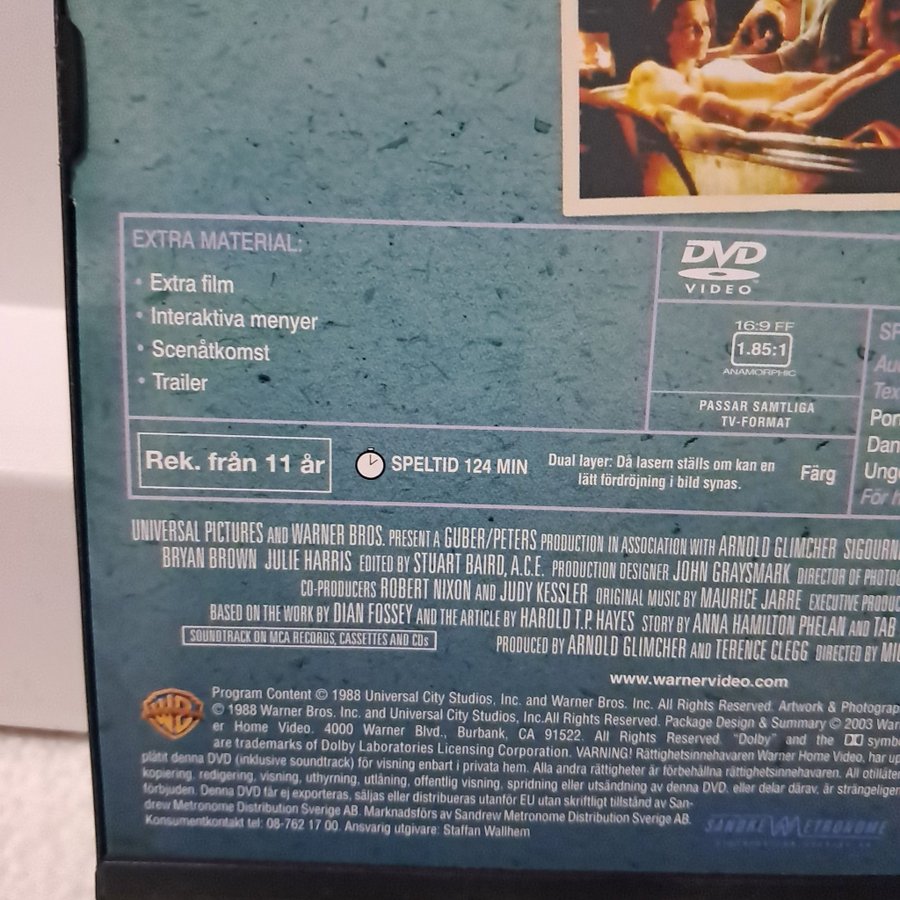 EXTRA MATERIAL:
• Extra film
• Interaktiva menyer
• Scenåtkomst
• Trailer
DVD
VIDEO
16:9 FF
1.85:1
ANAMORPHIC
PASSAR SAMTLIGA
TV-FORMAT
Rek. från 11 år
SPELTID 124 MIN
Dual layer: Då lasern ställs om kan en
lätt fördröjning i bild synas.
Färg
Dan
För
UNIVERSAL PICTURES AND WARNER BROS. PRESENT A GUBER/PETERS PRODUCTION IN ASSOCIATION WITH ARNOLD GLIMCHER SIGOURN
BRYAN BROWN JULIE HARRIS EDITED BY STUART BAIRD, A.C.E. PRODUCTION DESIGNER JOHN GRAYSMARK DIRECTOR OF PHOTO
CO-PRODUCERS ROBERT NIXON AND JUDY KESSLER ORIGINAL MUSIC BY MAURICE JARRE EXECUTIVE PRODUC
BASED ON THE WORK BY DIAN FOSSEY AND THE ARTICLE BY HAROLD T.P. HAYES STORY BY ANNA HAMILTON PHELAN AND TAB
SOUNDTRACK ON MCA RECORDS, CASSETTES AND CDs
PRODUCED BY ARNOLD GLIMCHER AND TERENCE CLEGG DIRECTED BY MI
www.warnervideo.com
Program Content © 1988 Universal City Studios, Inc. and Warner Bros. Inc. All Rights Reserved. Artwork & Photograp
© 1988 Warner Bros. Inc. and Universal City Studios, Inc.All Rights Reserved. Package Design & Summary © 2003 Warn
er Home Video. 4000 Warner Blvd., Burbank, CA 91522. All Rights Reserved. "Dolby" and the symbo
are trademarks of Dolby Laboratories Licensing Corporation. VARNING! Rättighetsinnehavaren Warner Home Video, har up
plåtit denna DVD (inklusive soundtrack) för visning enbart i privata hem. Alla andra rättigheter är förbehållna rättighetsinnehavaren. All otillåten
kopiering, redigering, visning, uthyrning, utlåning, offentlig visning, spridning eller utsändning av denna DVD, eller delar därav, är strängeligen
förbjuden. Denna DVD får ej exporteras, säljas eller distribueras utanför EU utan skriftligt tillstånd av San-
drew Metronome Distribution Sverige AB. Marknadsförs av Sandrew Metronome Distribution Sverige AB.
Konsumentkontakt tel: 08-762 17 00. Ansvarig utgivare: Staffan Wallhem
SANDREW METRONOME